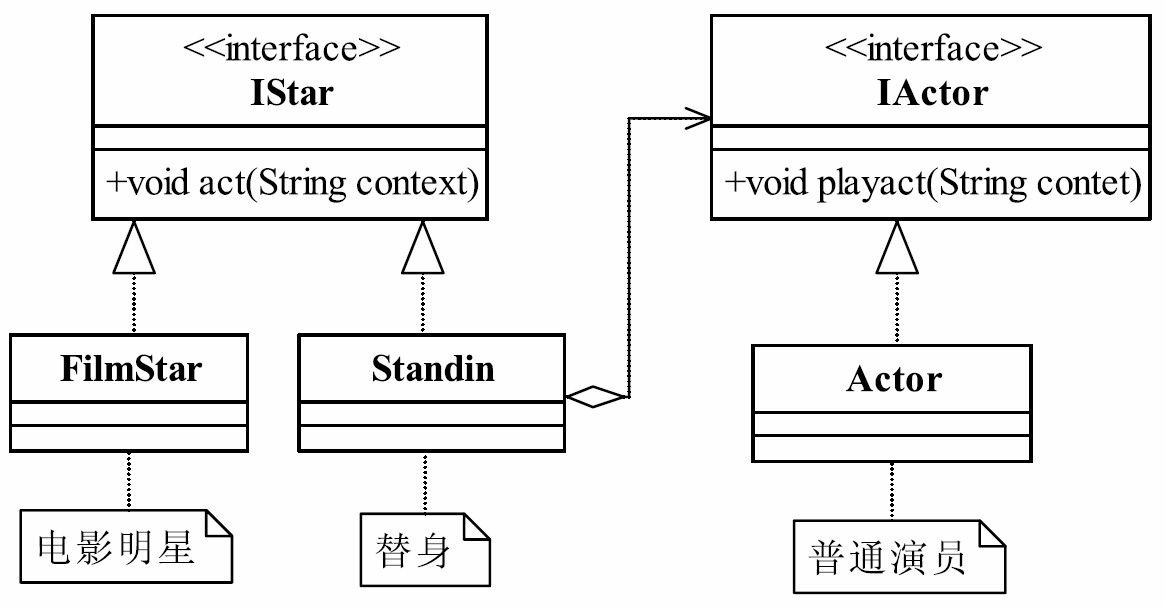 <<interface>>
IStar
+void act(String context)
<<interface>>
IActor
+void playact(String contet)
FilmStar
Standin
Actor
电影明星
替身
普通演员